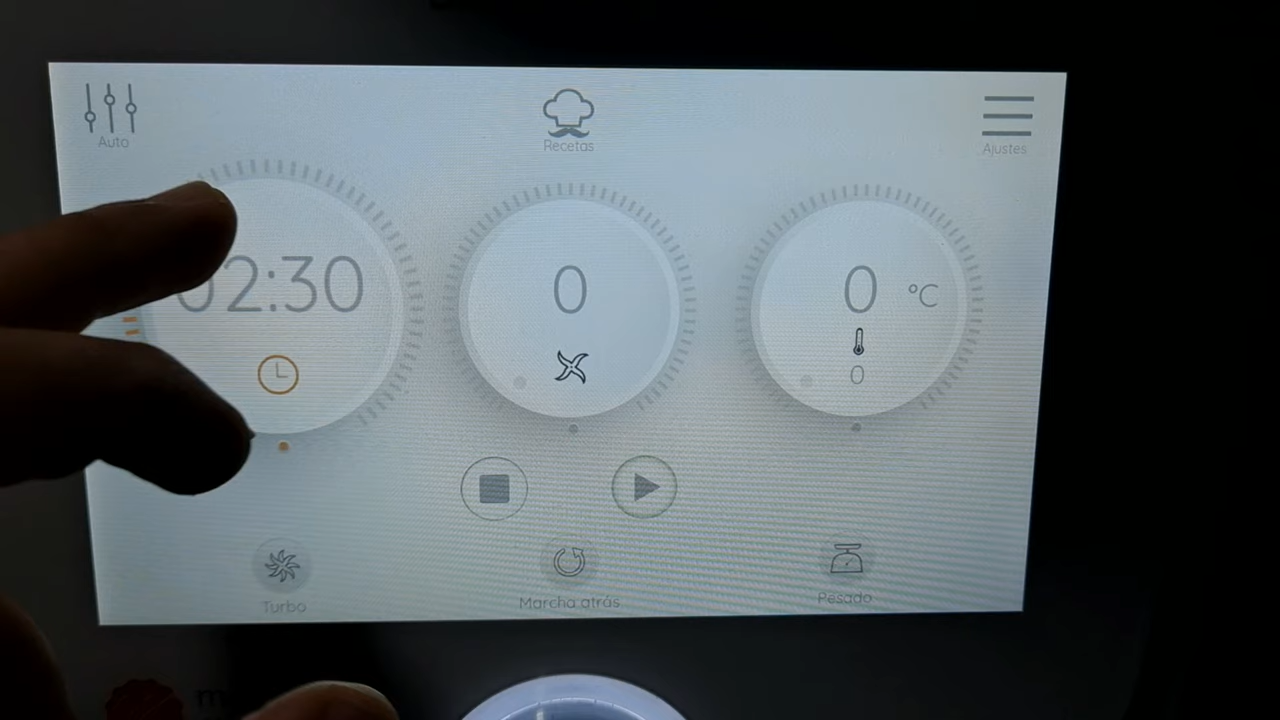 Auto
Recetas
Ajustes
02:30
0
0 °C
0
Turbo
Marcha atrás
Pesado
m